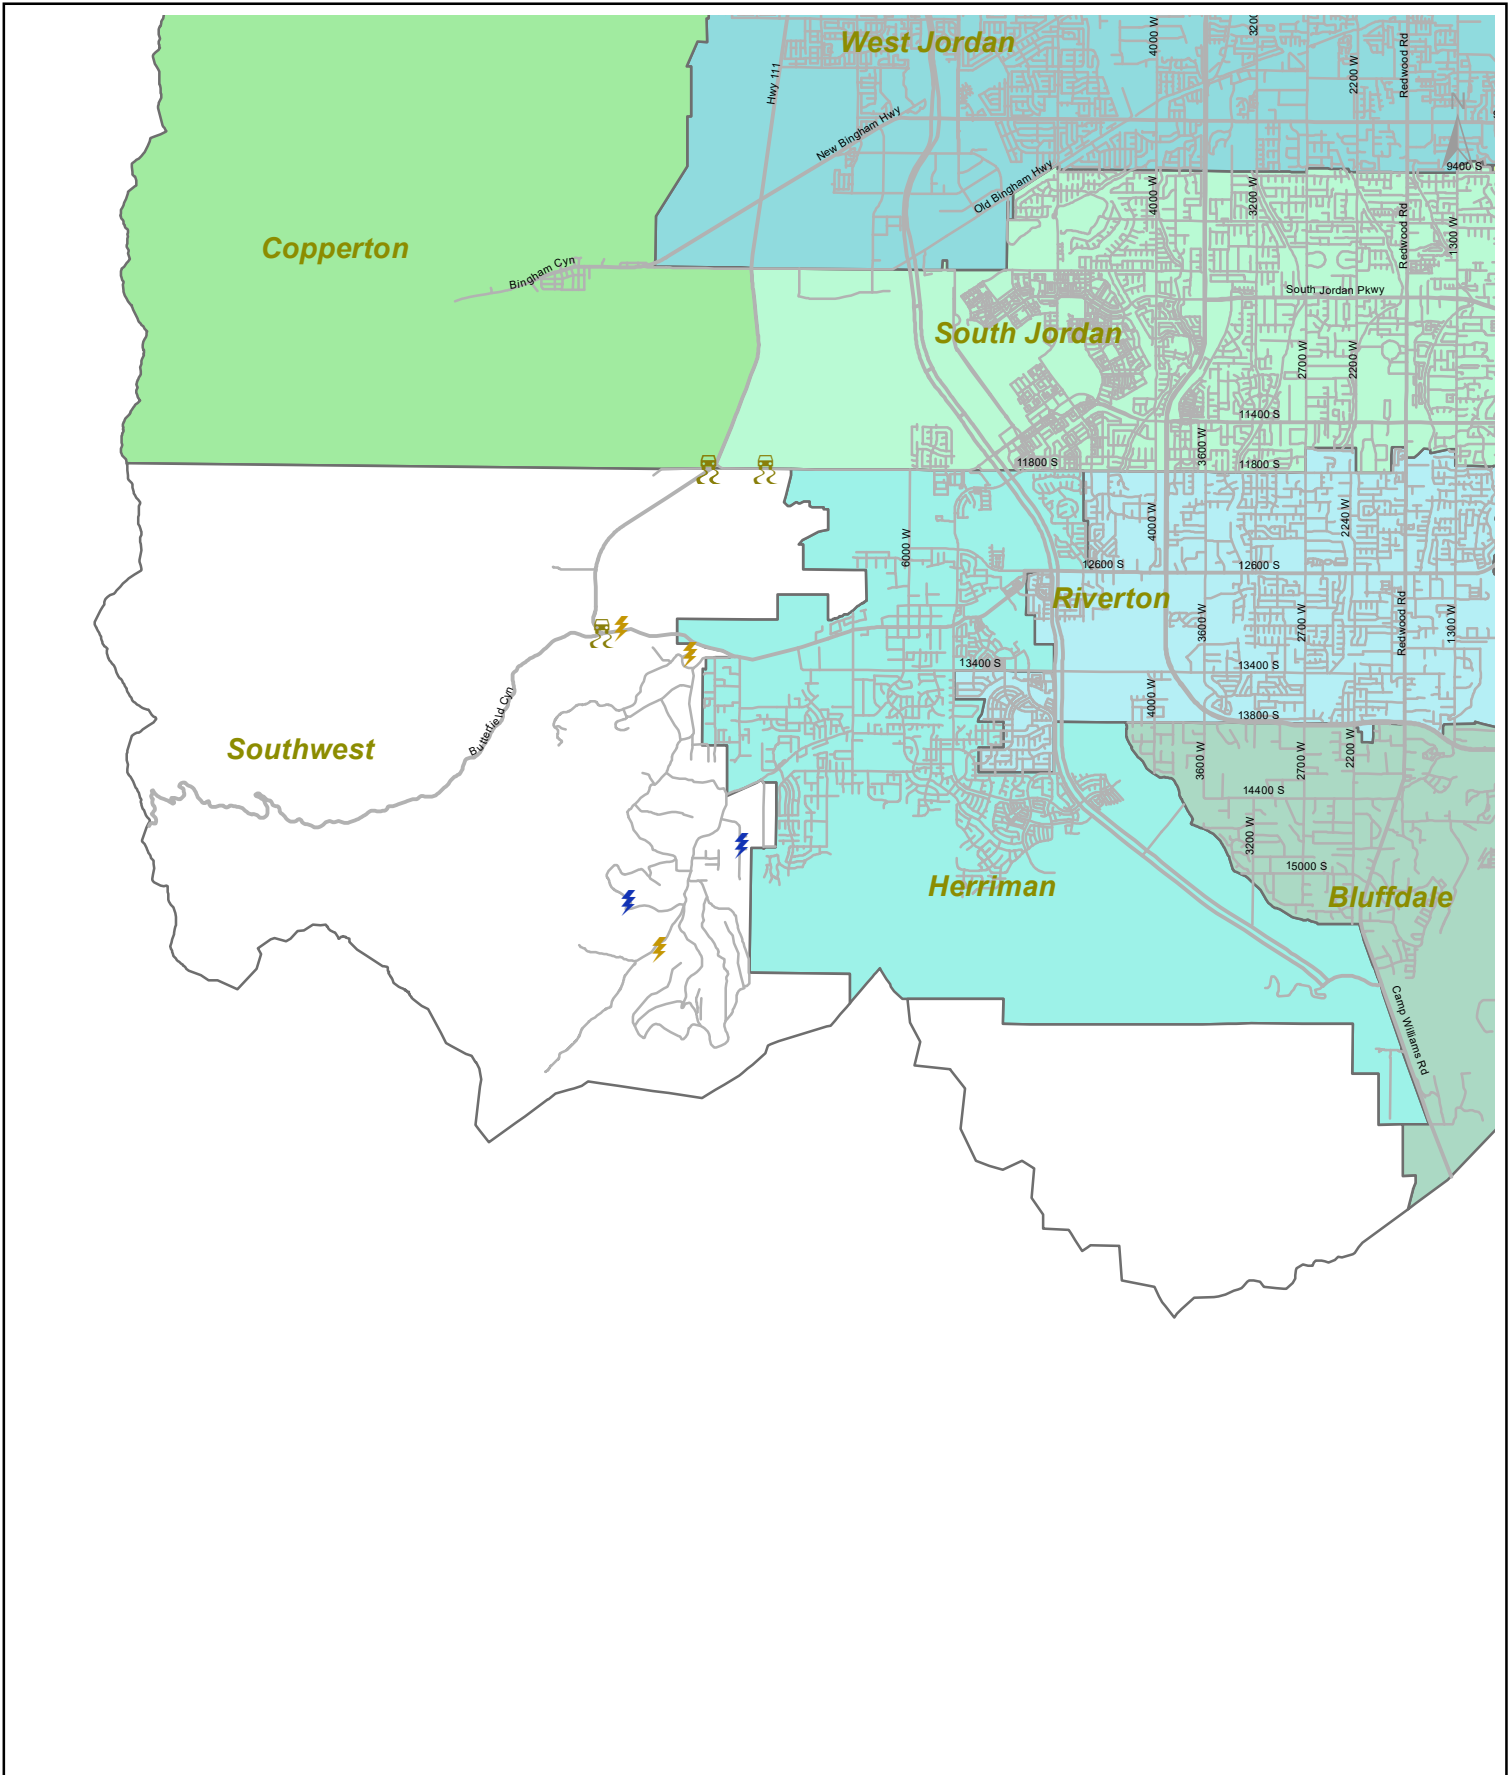 West Jordan
4000 W
3200
Redwood Rd
2200 W
Hwy 111
New Bingham Hwy
N
9
9400 S
Old Bingham Hwy
4000 W
3200 W
Redwood Rd
1300 W
Copperton
Bingham Cyn
South Jordan Pkwy
South Jordan
2700 W
2200 W
11400 S
3600 W
11800 S
11800 S
4000 W
2240 W
6000 W
12600 S
12600 S
Riverton
3600 W
2700 W
Redwood Rd
1300 W
13400 S
13400 S
4000 W
13800 S
Butterfield Cyn
Southwest
3600 W
2700 W
2200 W
14400 S
3200 W
15000 S
Herriman
Bluffdale
Camp Williams Rd